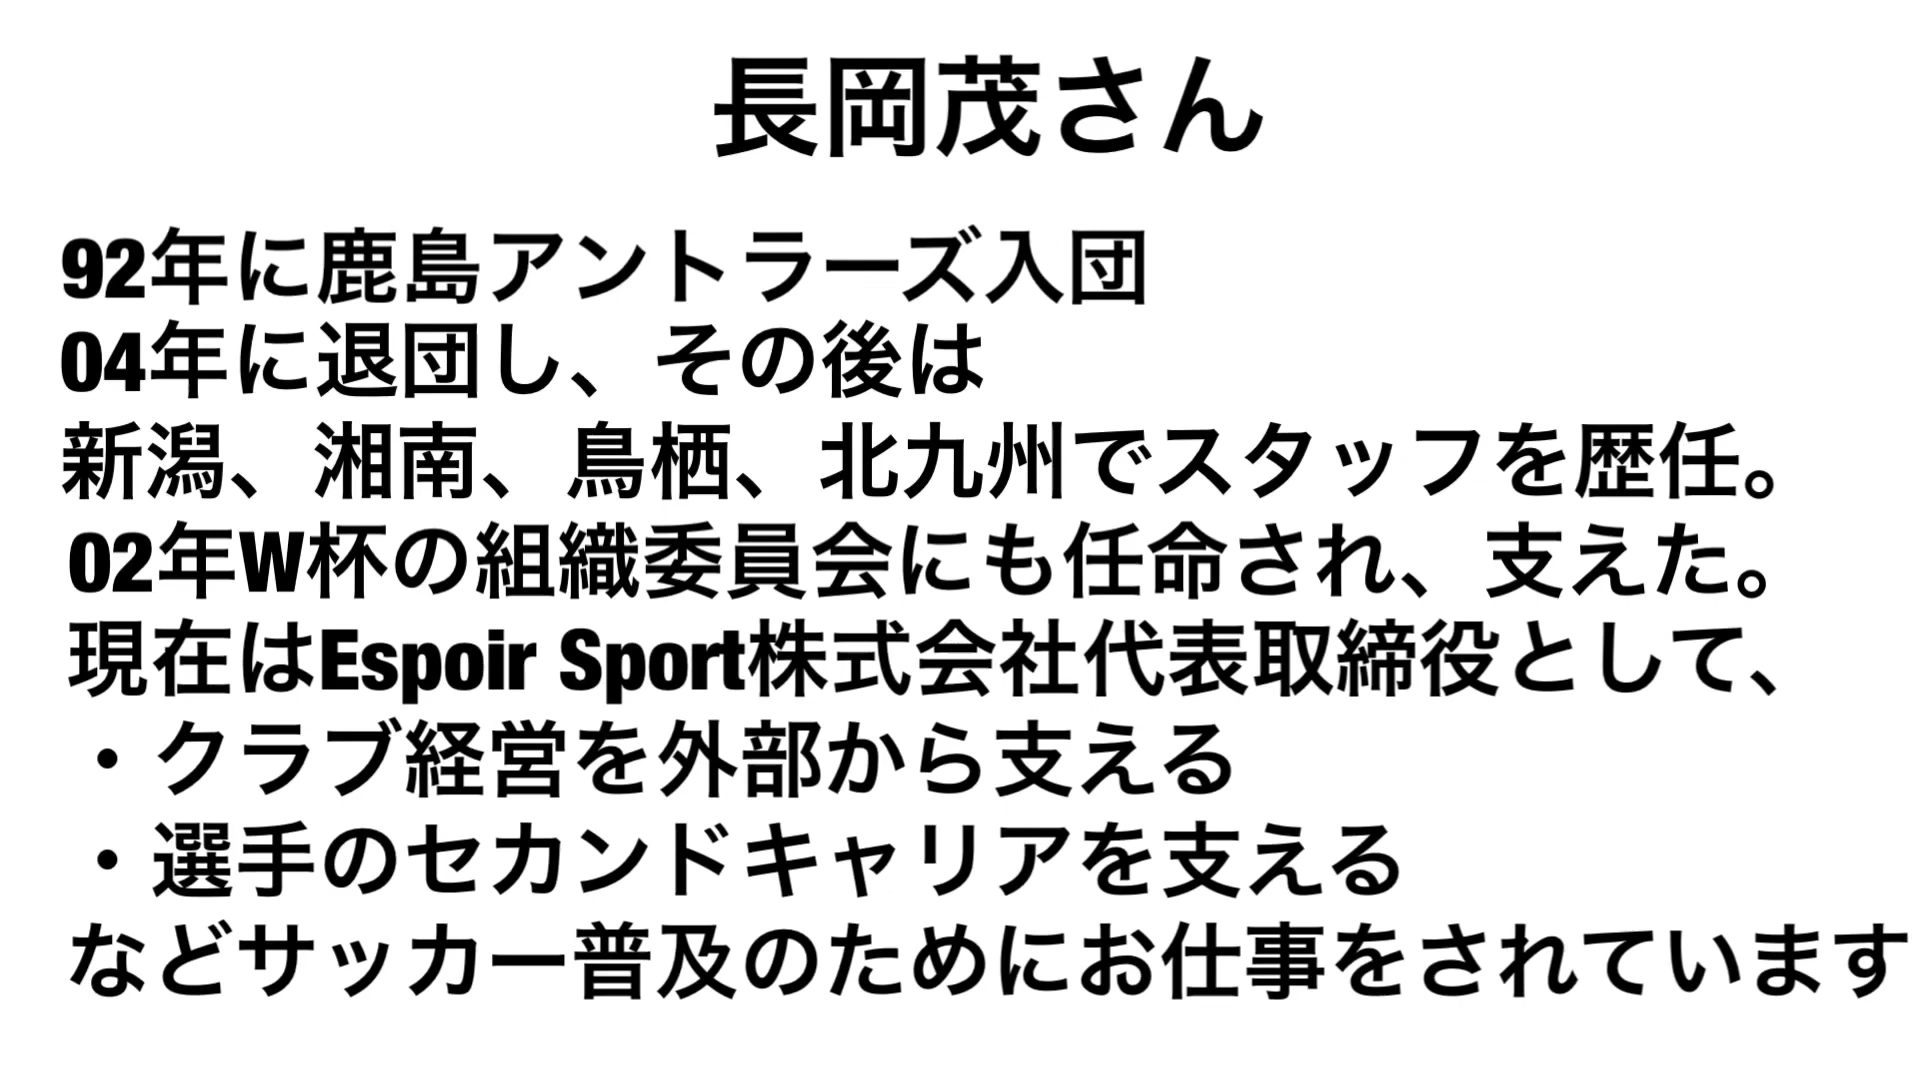 長岡茂さん
92年に鹿島アントラーズ入団
04年に退団し、その後は
新潟、湘南、鳥栖、北九州でスタッフを歴任。
02年W杯の組織委員会にも任命され、支えた。
現在はEspoir Sport株式会社代表取締役として、
・クラブ経営を外部から支える
・選手のセカンドキャリアを支える
などサッカー普及のためにお仕事をされています